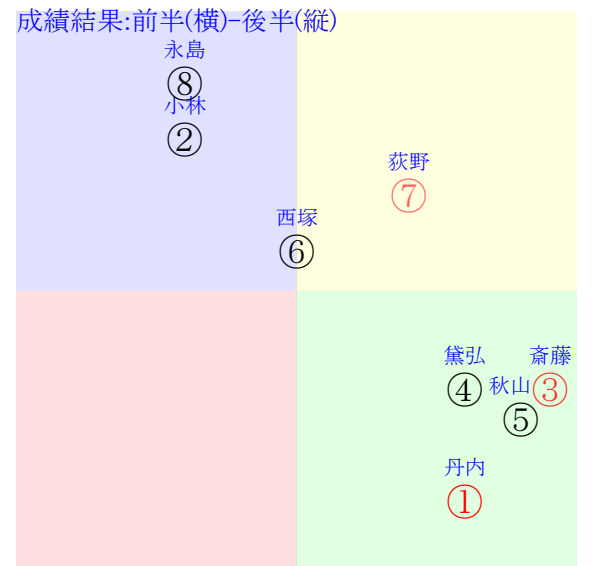 成績結果:前半(横)-後半(縦)
永島
⑧
小林
②
荻野
⑦
西塚
⑥
黛弘
④
斎藤
③
秋山
⑤
丹内
①